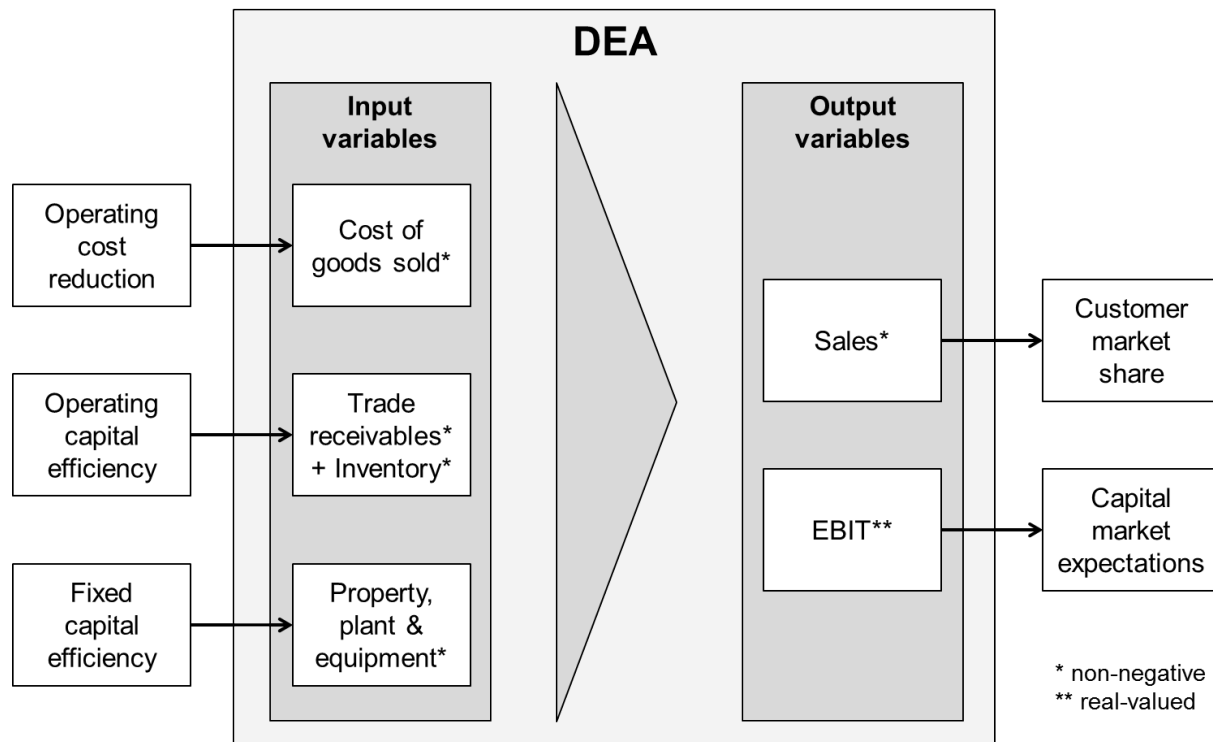 DEA
Input
variables
Output
variables
Operating
cost
reduction
Cost of
goods sold*
Operating
capital
efficiency
Trade
receivables*
+ Inventory*
Fixed
capital
efficiency
Property,
plant &
equipment*
Sales*
Customer
market
share
EBIT**
Capital
market
expectations
* non-negative
** real-valued